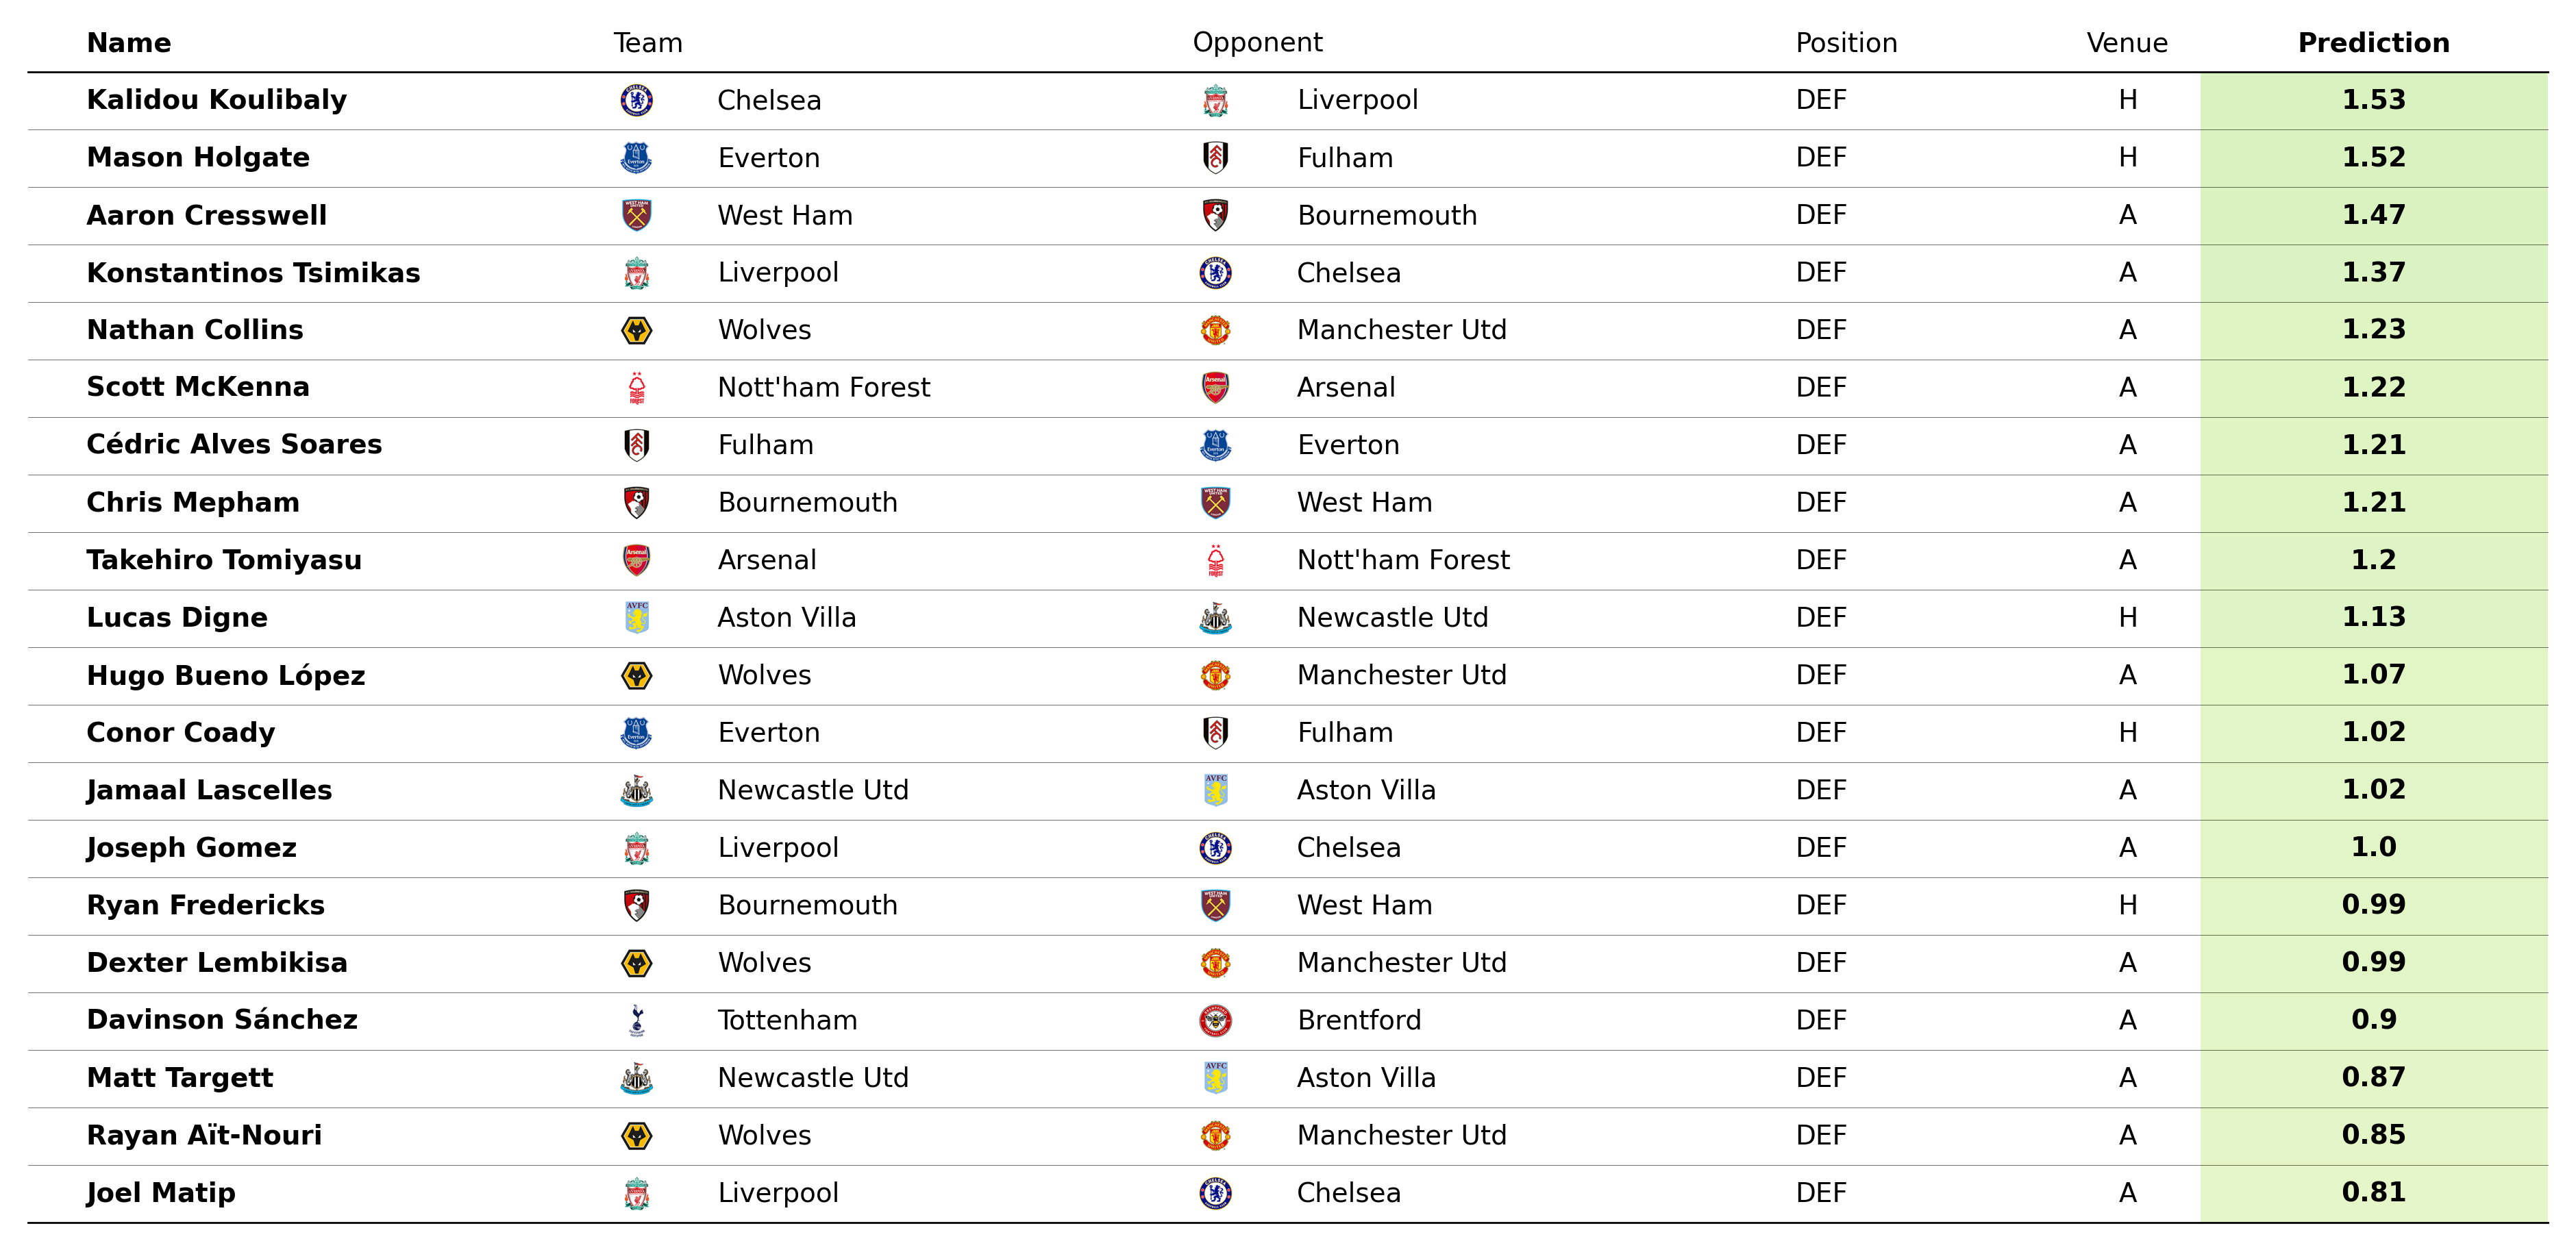 Name Team Opponent Position Venue Prediction
Kalidou Koulibaly Chelsea Liverpool DEF H 1.53
Mason Holgate Everton Fulham DEF H 1.52
Aaron Cresswell West Ham Bournemouth DEF A 1.47
Konstantinos Tsimikas Liverpool Chelsea DEF A 1.37
Nathan Collins Wolves Manchester Utd DEF A 1.23
Scott McKenna Nott'ham Forest Arsenal DEF A 1.22
Cédric Alves Soares Fulham Everton DEF A 1.21
Chris Mepham Bournemouth West Ham DEF A 1.21
Takehiro Tomiyasu Arsenal Nott'ham Forest DEF A 1.2
Lucas Digne Aston Villa Newcastle Utd DEF H 1.13
Hugo Bueno López Wolves Manchester Utd DEF A 1.07
Conor Coady Everton Fulham DEF H 1.02
Jamaal Lascelles Newcastle Utd Aston Villa DEF A 1.02
Joseph Gomez Liverpool Chelsea DEF A 1.0
Ryan Fredericks Bournemouth West Ham DEF H 0.99
Dexter Lembikisa Wolves Manchester Utd DEF A 0.99
Davinson Sánchez Tottenham Brentford DEF A 0.9
Matt Targett Newcastle Utd Aston Villa DEF A 0.87
Rayan Aït-Nouri Wolves Manchester Utd DEF A 0.85
Joel Matip Liverpool Chelsea DEF A 0.81